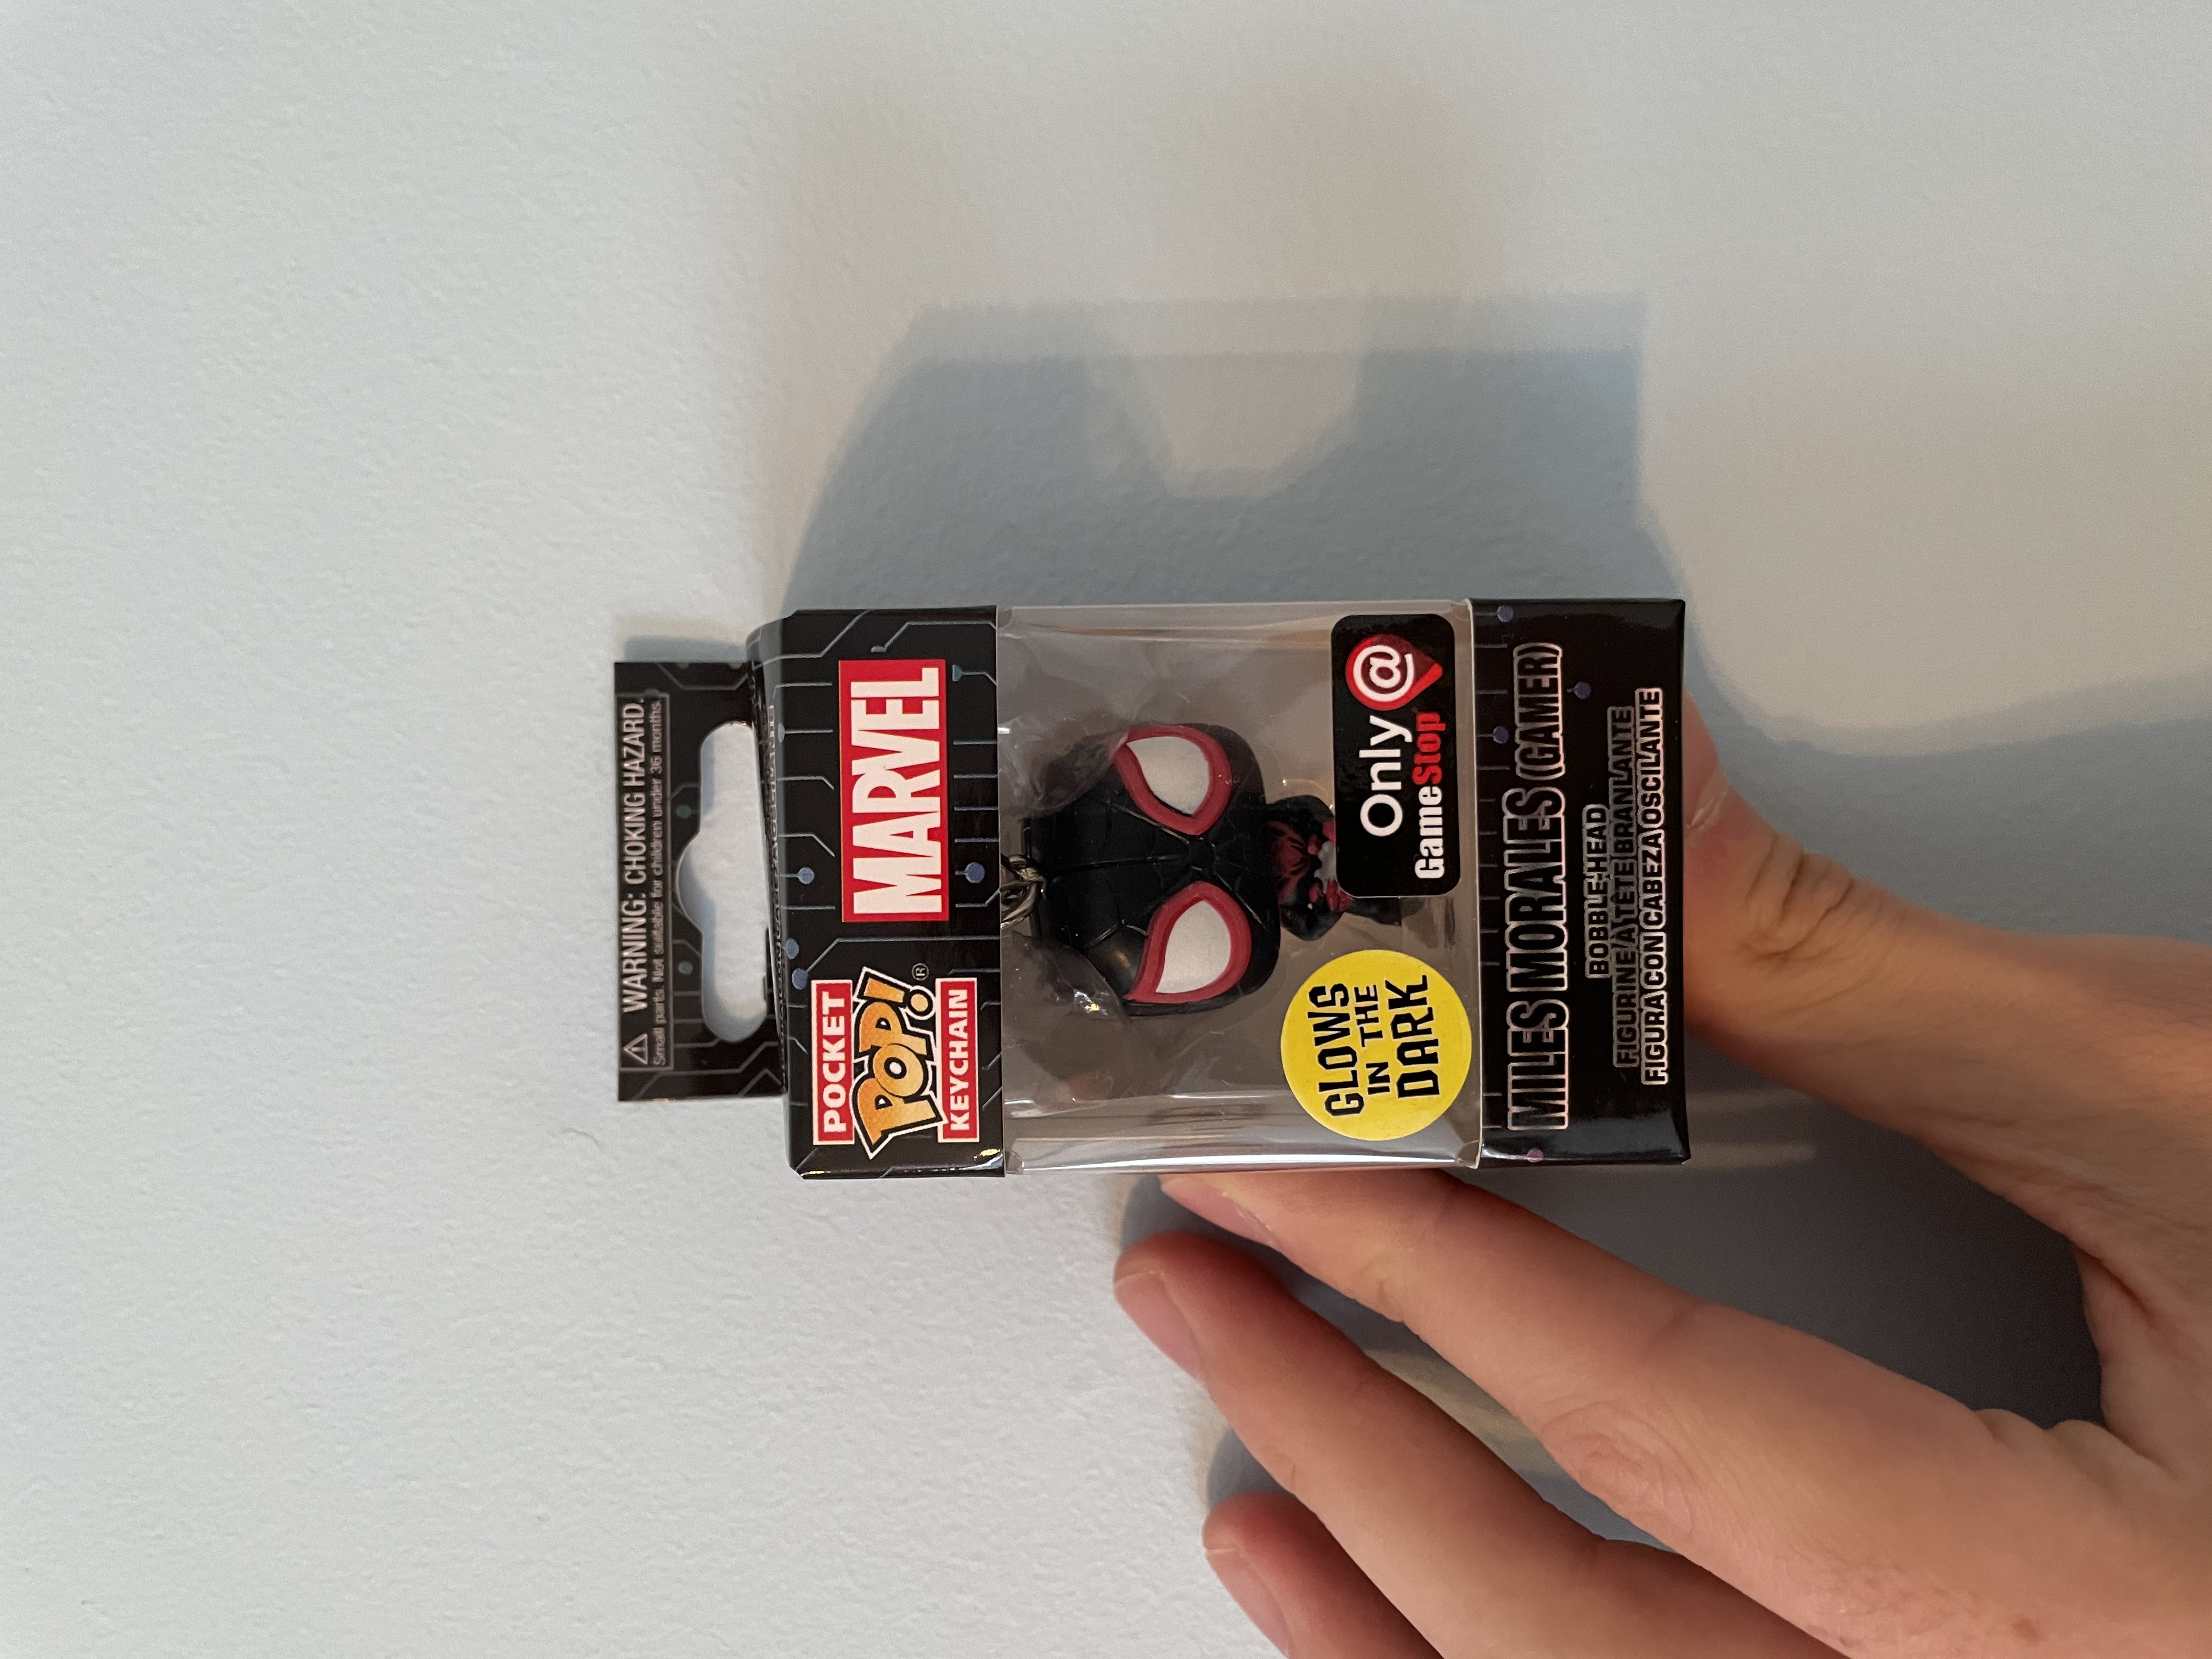 WARNING: CHOKING HAZARD.
Small parts. Not suitable for children under 36 months.
POCKET
POP!®
KEYCHAIN
MARVEL
GLOWS
IN THE
DARK
Only @
GameStop
MILES MORALES (GAMER)
BOBBLE-HEAD
FIGURINE À TÊTE BRANLANTE
FIGURA CON CABEZA OSCILANTE